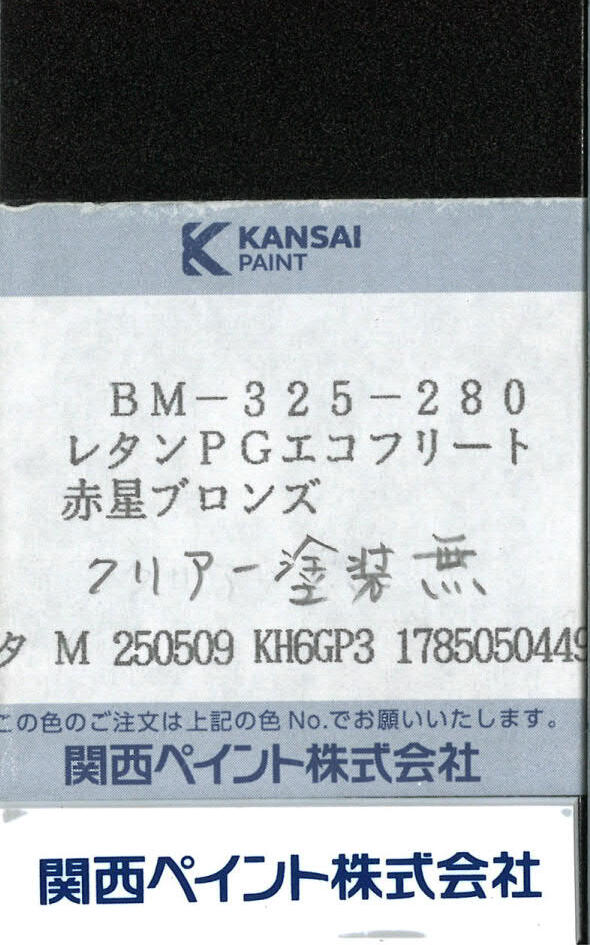 KANSAI
PAINT
BM-325-280
レタンPGエコフリート
赤星ブロンズ
クリアー塗装無
タ M 250509 KH6GP3 1785050449
この色のご注文は上記の色No.でお願いいたします。
関西ペイント株式会社
関西ペイント株式会社